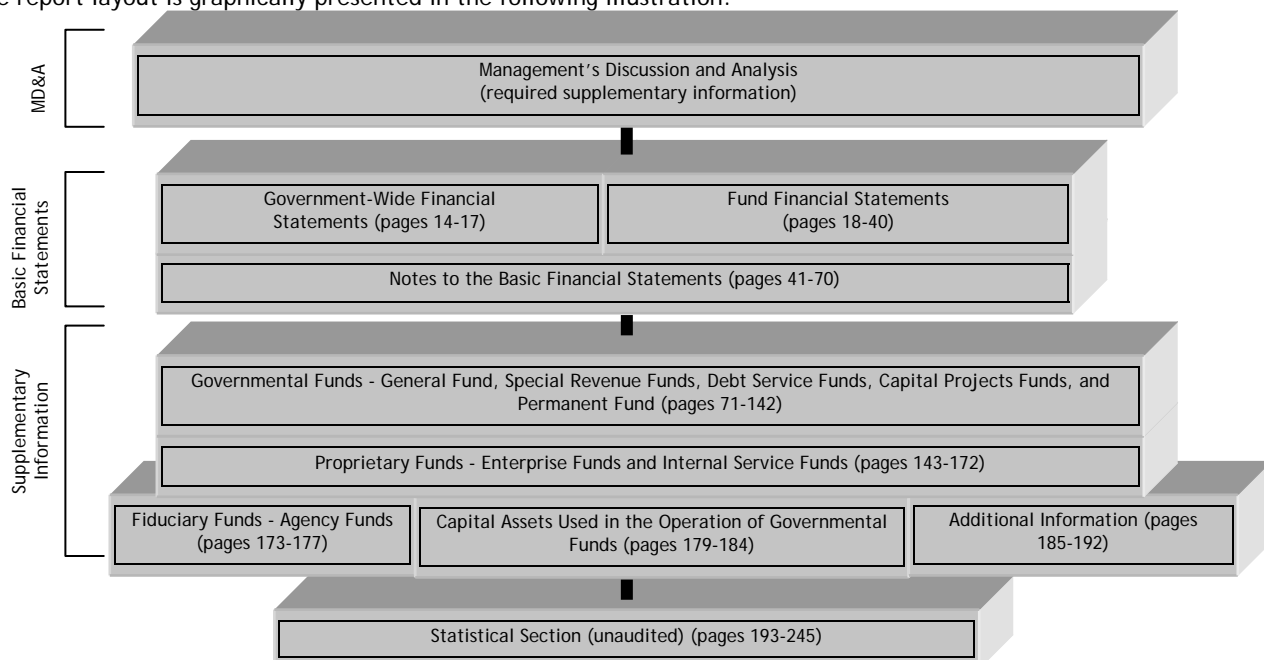 report layout is graphically presented in the following illustration.
MD&A
Management's Discussion and Analysis
(required supplementary information)
Basic Financial
Statements
Government-Wide Financial
Statements (pages 14-17)
Fund Financial Statements
(pages 18-40)
Notes to the Basic Financial Statements (pages 41-70)
Supplementary
Information
Governmental Funds - General Fund, Special Revenue Funds, Debt Service Funds, Capital Projects Funds, and
Permanent Fund (pages 71-142)
Proprietary Funds - Enterprise Funds and Internal Service Funds (pages 143-172)
Fiduciary Funds - Agency Funds
(pages 173-177)
Capital Assets Used in the Operation of Governmental
Funds (pages 179-184)
Additional Information (pages
185-192)
Statistical Section (unaudited) (pages 193-245)